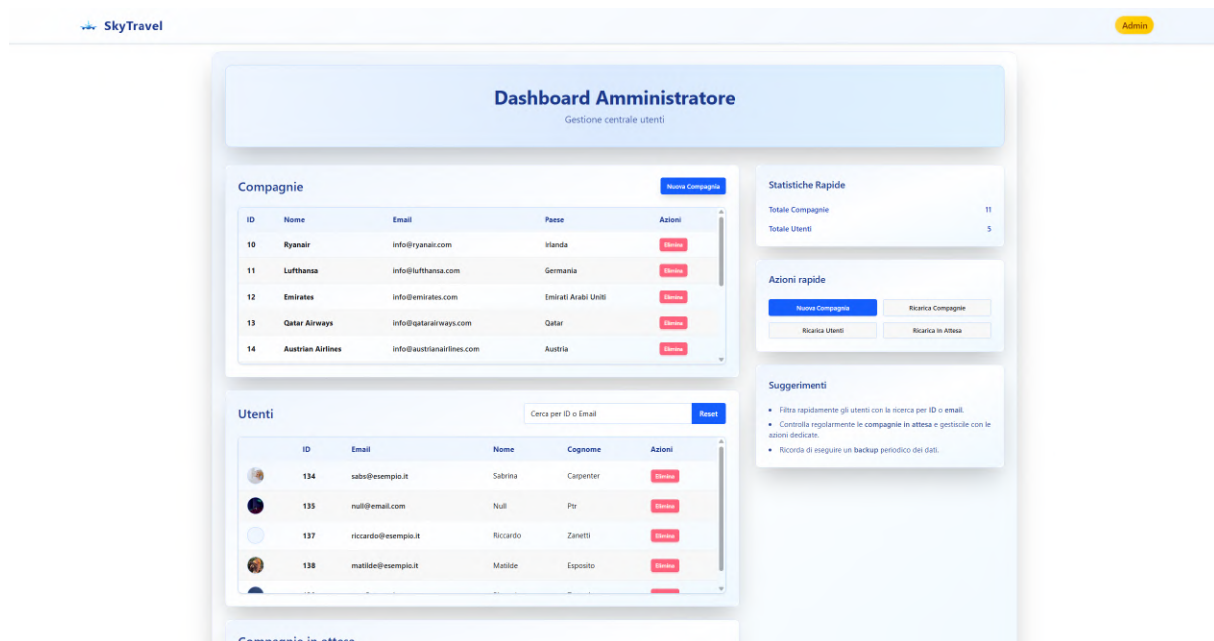 SkyTravel
Admin
Dashboard Amministratore
Gestione centrale utenti
Compagnie
Nuova Compagnia
ID Nome Email Paese Azioni
10 Ryanair info@ryanair.com Irlanda Elimina
11 Lufthansa info@lufthansa.com Germania Elimina
12 Emirates info@emirates.com Emirati Arabi Uniti Elimina
13 Qatar Airways info@qatarairways.com Qatar Elimina
14 Austrian Airlines info@austrianairlines.com Austria Elimina
Utenti
Cerca per ID o Email
Reset
ID Email Nome Cognome Azioni
134 sabs@esempio.it Sabrina Carpenter Elimina
135 null@email.com Null Ptr Elimina
137 riccardo@esempio.it Riccardo Zanetti Elimina
138 matilde@esempio.it Matilde Esposito Elimina
Compagnie in attesa
Statistiche Rapide
Totale Compagnie 11
Totale Utenti 5
Azioni rapide
Nuova Compagnia Ricarica Compagnie
Ricarica Utenti Ricarica In Attesa
Suggerimenti
• Filtra rapidamente gli utenti con la ricerca per ID o email.
• Controlla regolarmente le compagnie in attesa e gestiscile con le
azioni dedicate.
• Ricorda di eseguire un backup periodico dei dati.